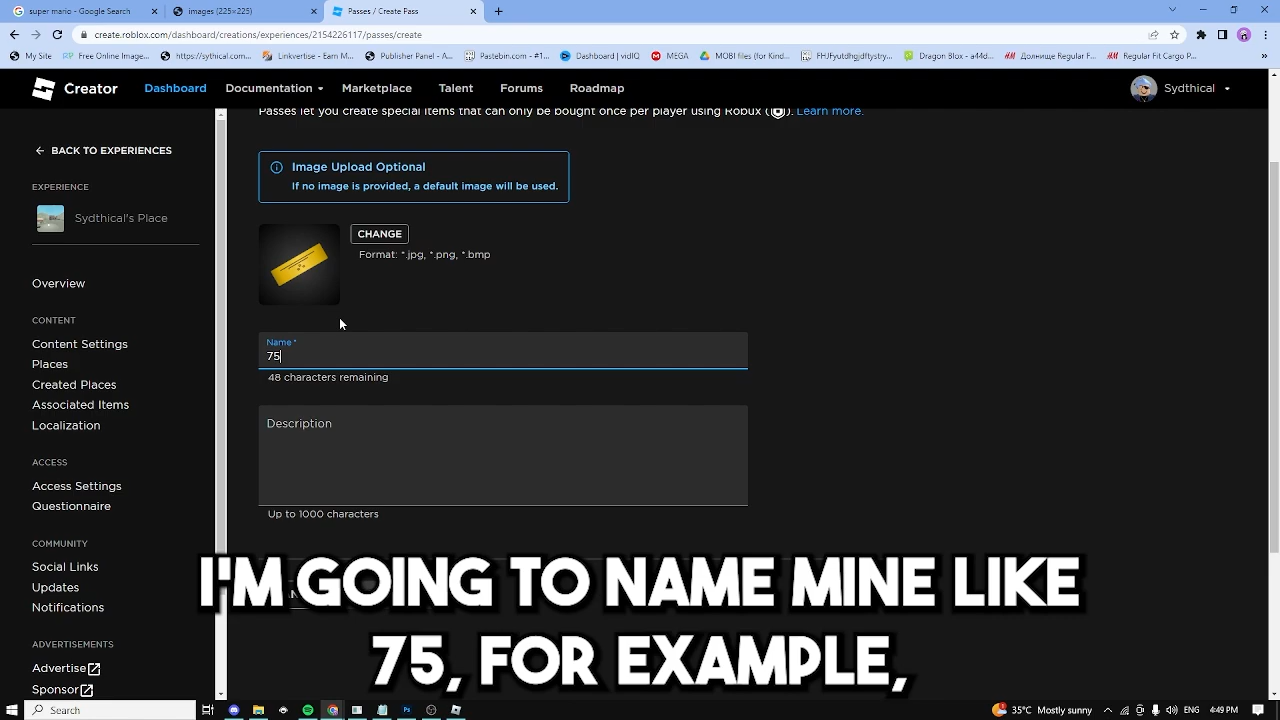 super mario - Google Search
images (225×225)
Passes / Create Pass
create.roblox.com/dashboard/creations/experiences/2154226117/passes/create
My Site
Free Online Image...
https://sythical.com...
Linkvertise - Earn M...
Publisher Panel - D...
Pastebin.com - #1...
Dashboard | vidIQ
MEGA
MOBI files (for Kind...
FHJFyutdhgjdftystry...
Dragon Blox - a44d...
Долнище Regular F...
Regular Fit Cargo P...
Creator
Dashboard
Documentation
Marketplace
Talent
Forums
Roadmap
Sydthical
Passes let you create special items that can only be bought once per player using Robux ( ). Learn more.
BACK TO EXPERIENCES
Image Upload Optional
If no image is provided, a default image will be used.
EXPERIENCE
Sydthical's Place
CHANGE
Format: *.jpg, *.png, *.bmp
Overview
CONTENT
Content Settings
Places
Created Places
Associated Items
Localization
Name *
75
48 characters remaining
Description
Up to 1000 characters
ACCESS
Access Settings
Questionnaire
COMMUNITY
Social Links
Updates
Notifications
ADVERTISEMENTS
Advertise
Sponsor
I'M GOING TO NAME MINE LIKE
75, FOR EXAMPLE,
Search
35°C Mostly sunny
ENG
4:49 PM